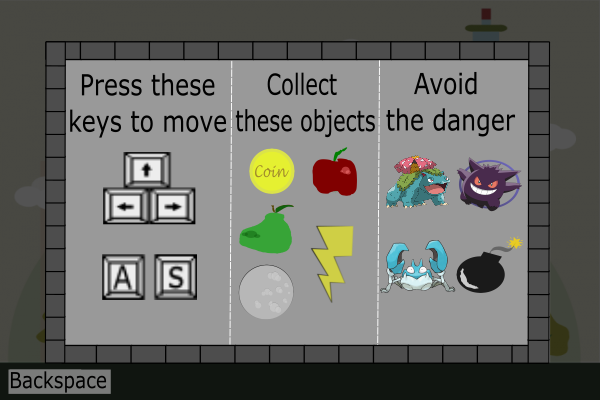 Press these
keys to move
A S
Collect
these objects
Coin
Avoid
the danger
Backspace